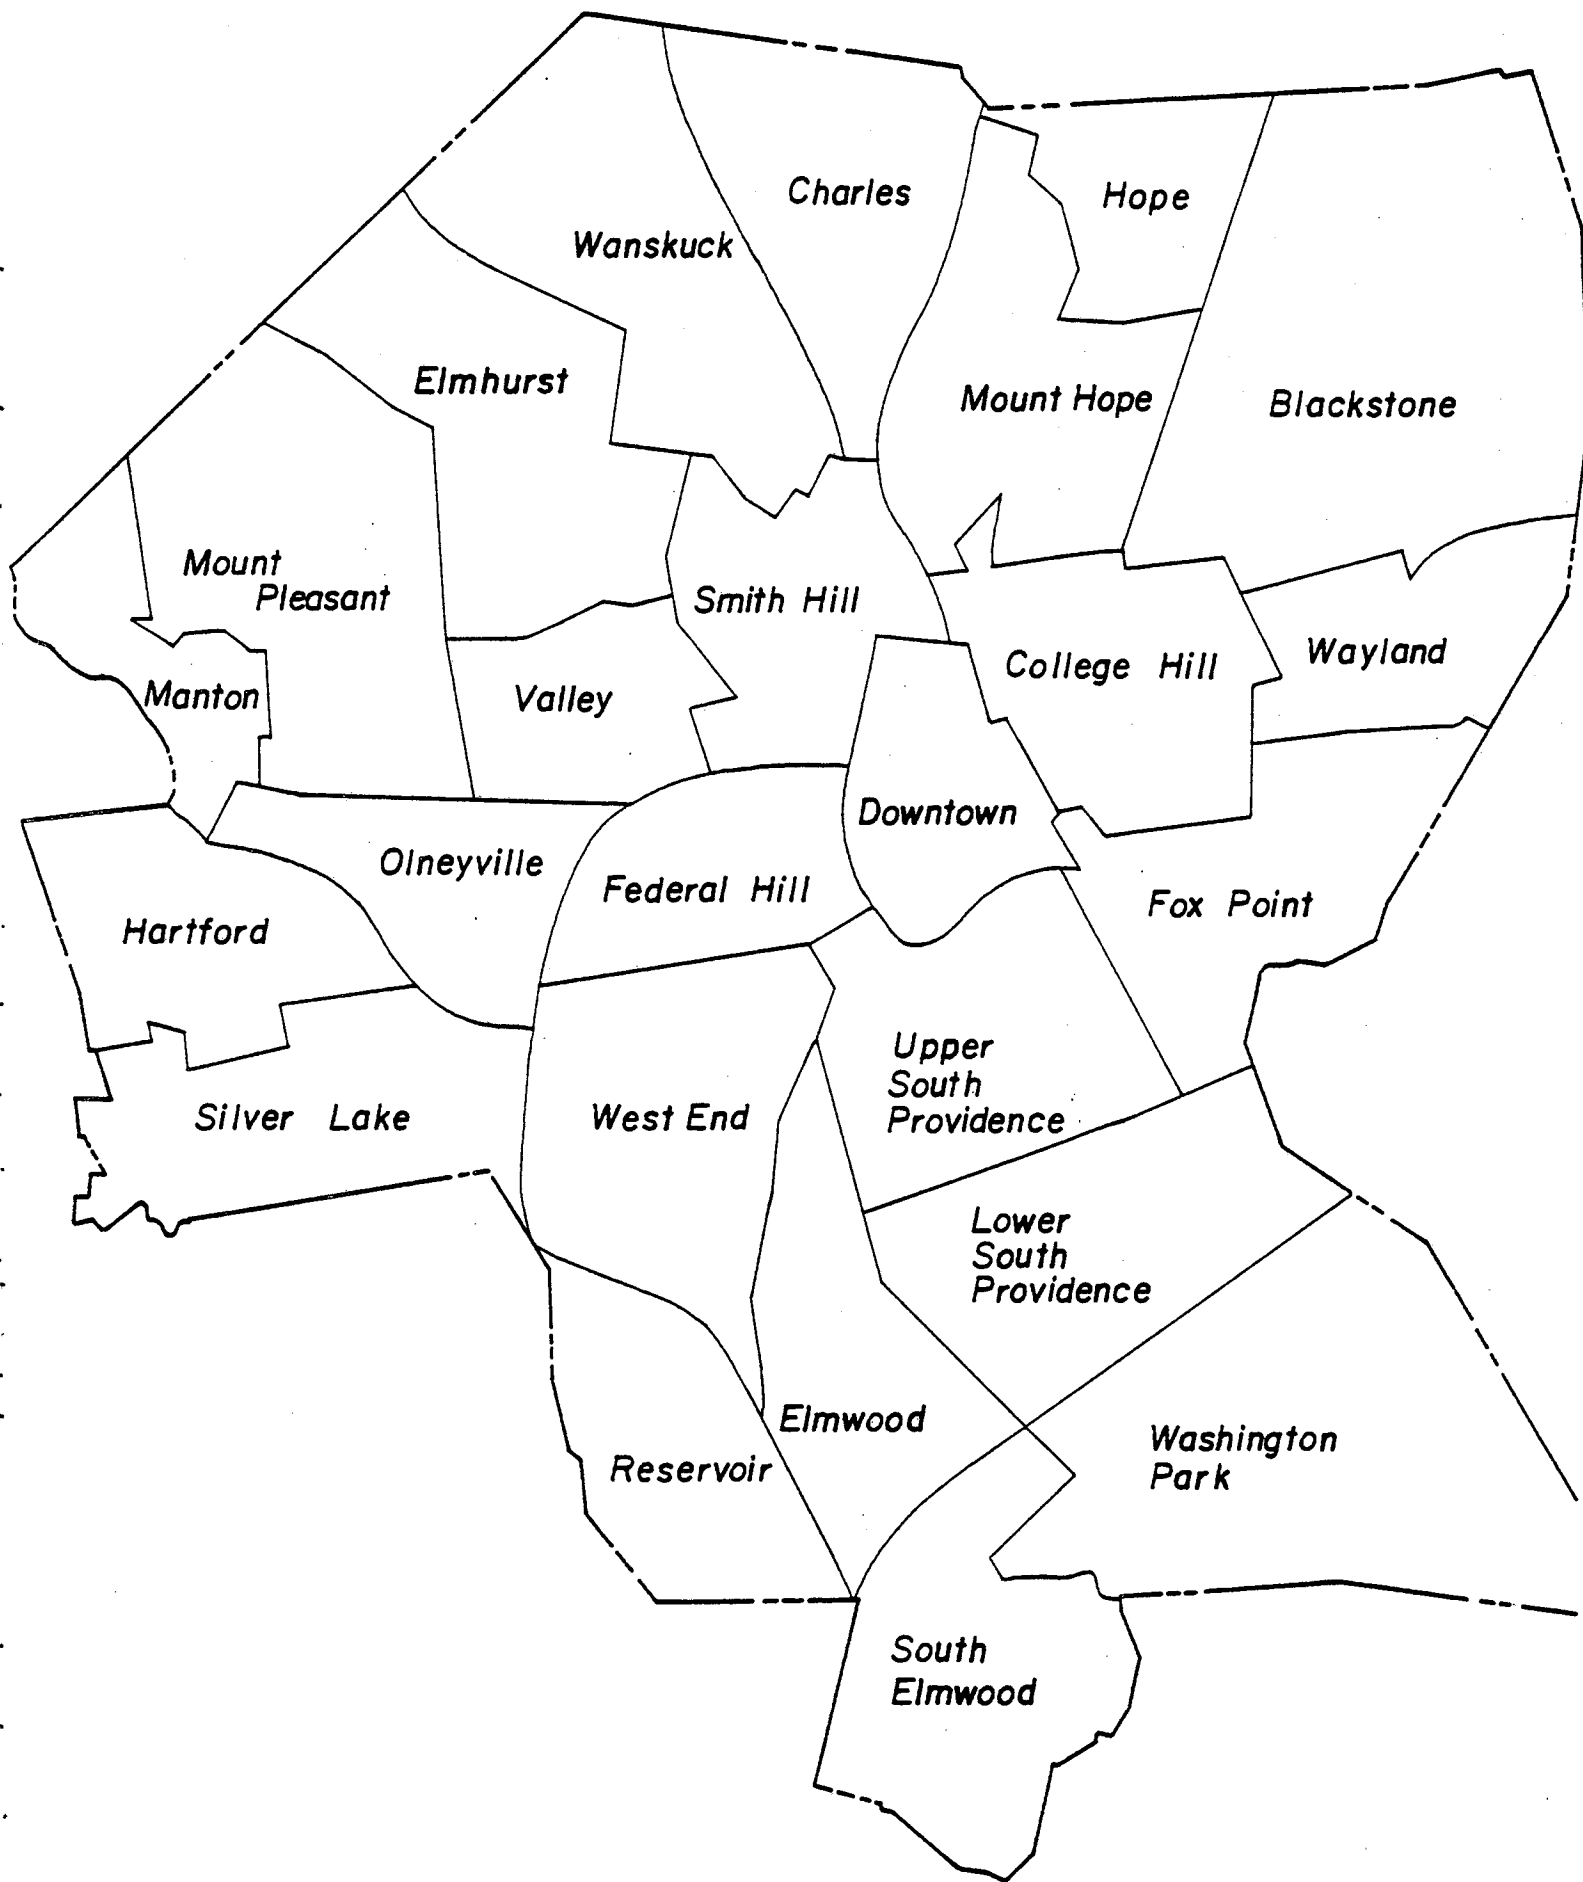 Charles
Hope
Wanskuck
Elmhurst
Mount Hope
Blackstone
Mount
Pleasant
Smith Hill
College Hill
Wayland
Manton
Valley
Downtown
Olneyville
Federal Hill
Fox Point
Hartford
Upper
South
Providence
Silver Lake
West End
Lower
South
Providence
Elmwood
Washington
Park
Reservoir
South
Elmwood